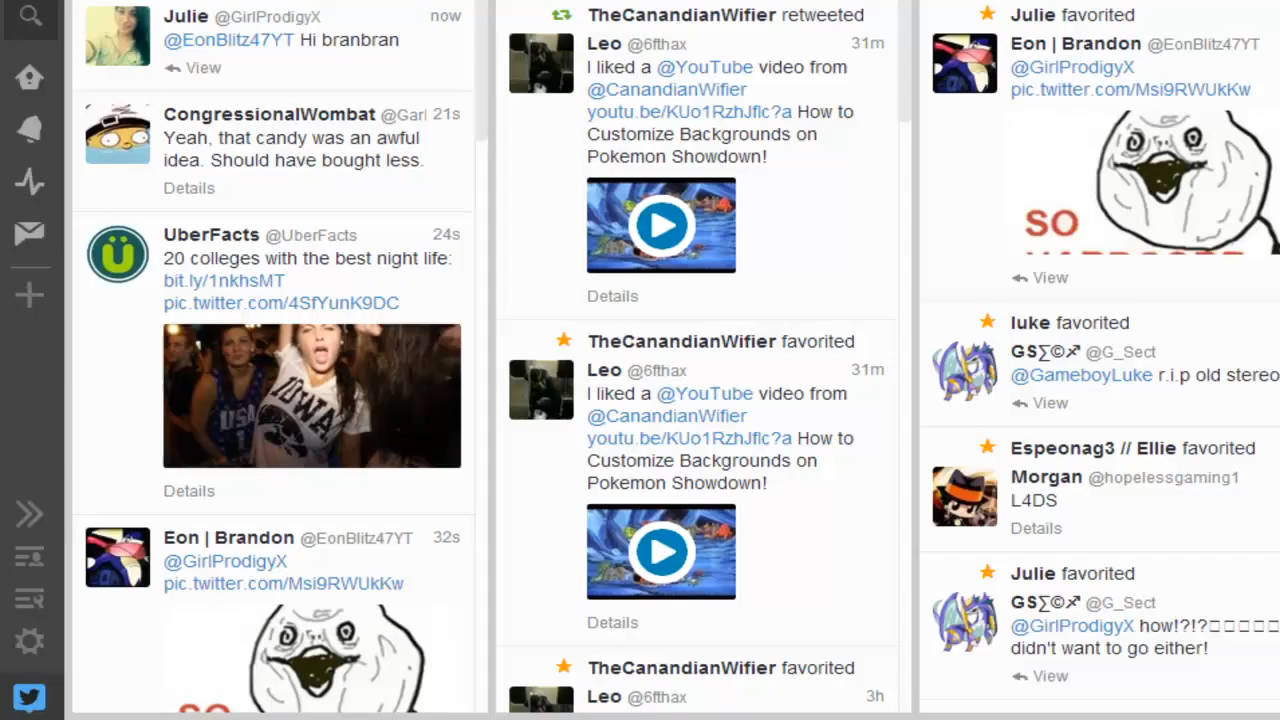 Julie @GirlProdigyX now
@EonBlitz47YT Hi branbran
View
CongressionalWombat @Garl 21s
Yeah, that candy was an awful
idea. Should have bought less.
Details
UberFacts @UberFacts 24s
20 colleges with the best night life:
bit.ly/1nkhsMT
pic.twitter.com/4SfYunK9DC
USA
IOWA
Details
Eon | Brandon @EonBlitz47YT 32s
@GirlProdigyX
pic.twitter.com/Msi9RWUkKw
SO
TheCanandianWifier retweeted
Leo @6fthax 31m
I liked a @YouTube video from
@CanandianWifier
youtu.be/KUo1RzhJflc?a How to
Customize Backgrounds on
Pokemon Showdown!
Details
TheCanandianWifier favorited
Leo @6fthax 31m
I liked a @YouTube video from
@CanandianWifier
youtu.be/KUo1RzhJflc?a How to
Customize Backgrounds on
Pokemon Showdown!
Details
TheCanandianWifier favorited
Leo @6fthax 3h
Julie favorited
Eon | Brandon @EonBlitz47YT
@GirlProdigyX
pic.twitter.com/Msi9RWUkKw
SO
HARDCORE
View
luke favorited
GS∑©♐ @G_Sect
@GameboyLuke r.i.p old stereo
View
Espeonag3 // Ellie favorited
Morgan @hopelessgaming1
L4DS
Details
Julie favorited
GS∑©♐ @G_Sect
@GirlProdigyX how!?!?
didn't want to go either!
View